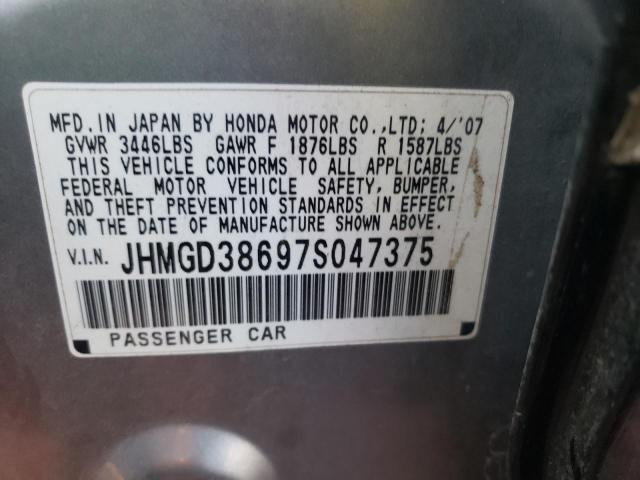 MFD. IN JAPAN BY HONDA MOTOR CO.,LTD; 4/'07
GVWR 3446LBS GAWR F 1876LBS R 1587LBS
THIS VEHICLE CONFORMS TO ALL APPLICABLE
FEDERAL MOTOR VEHICLE SAFETY, BUMPER,
AND THEFT PREVENTION STANDARDS IN EFFECT
ON THE DATE OF MANUFACTURE SHOWN ABOVE.
V.I.N. JHMGD38697S047375
PASSENGER CAR